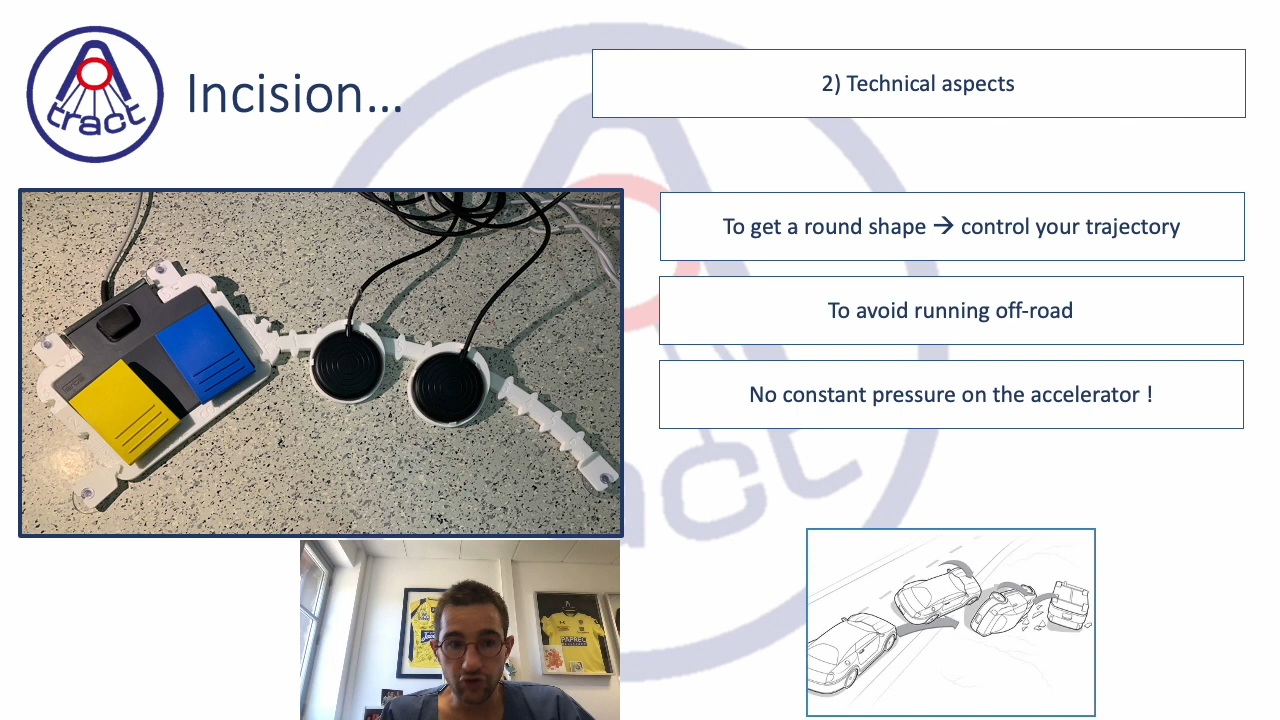 tract
Incision...
2) Technical aspects
To get a round shape → control your trajectory
To avoid running off-road
No constant pressure on the accelerator !
PAPREC